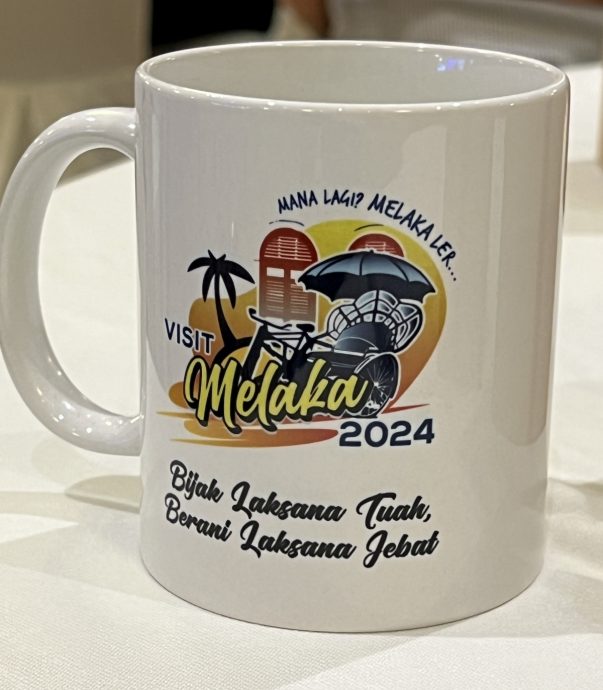 MANA LAGI? MELAKA LER...
VISIT
Melaka
2024
Bijak Laksana Tuah,
Berani Laksana Jebat